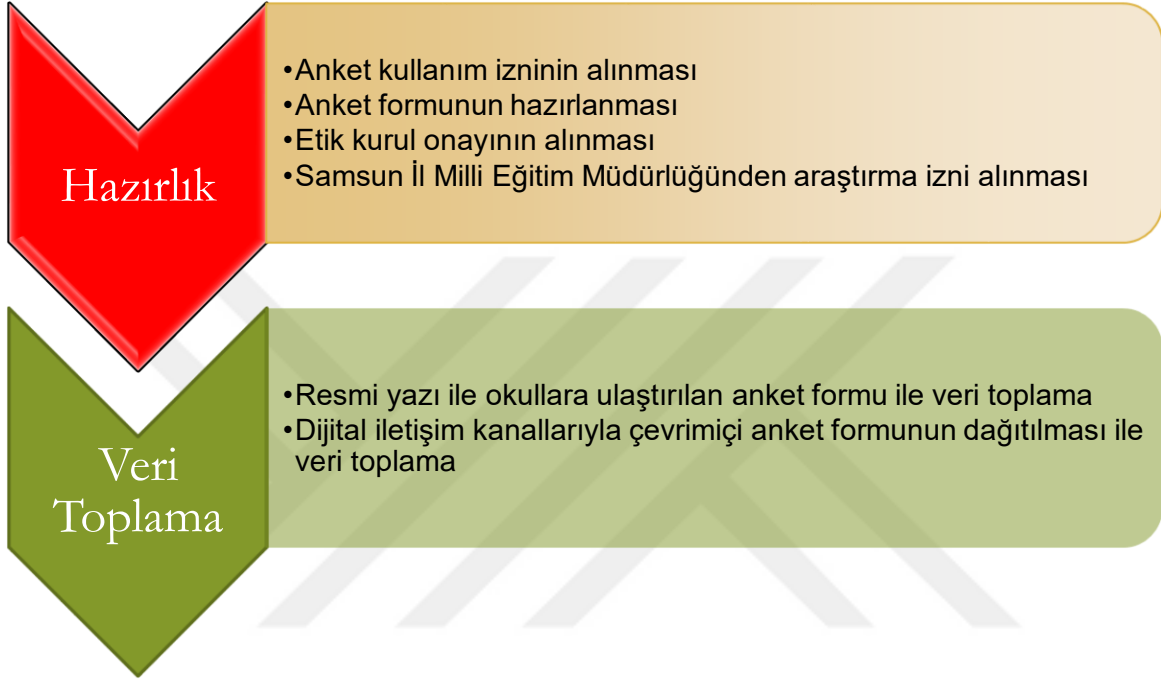 Hazırlık
•Anket kullanım izninin alınması
•Anket formunun hazırlanması
•Etik kurul onayının alınması
•Samsun İl Milli Eğitim Müdürlüğünden araştırma izni alınması
Veri
Toplama
•Resmi yazı ile okullara ulaştırılan anket formu ile veri toplama
•Dijital iletişim kanallarıyla çevrimiçi anket formunun dağıtılması ile
veri toplama